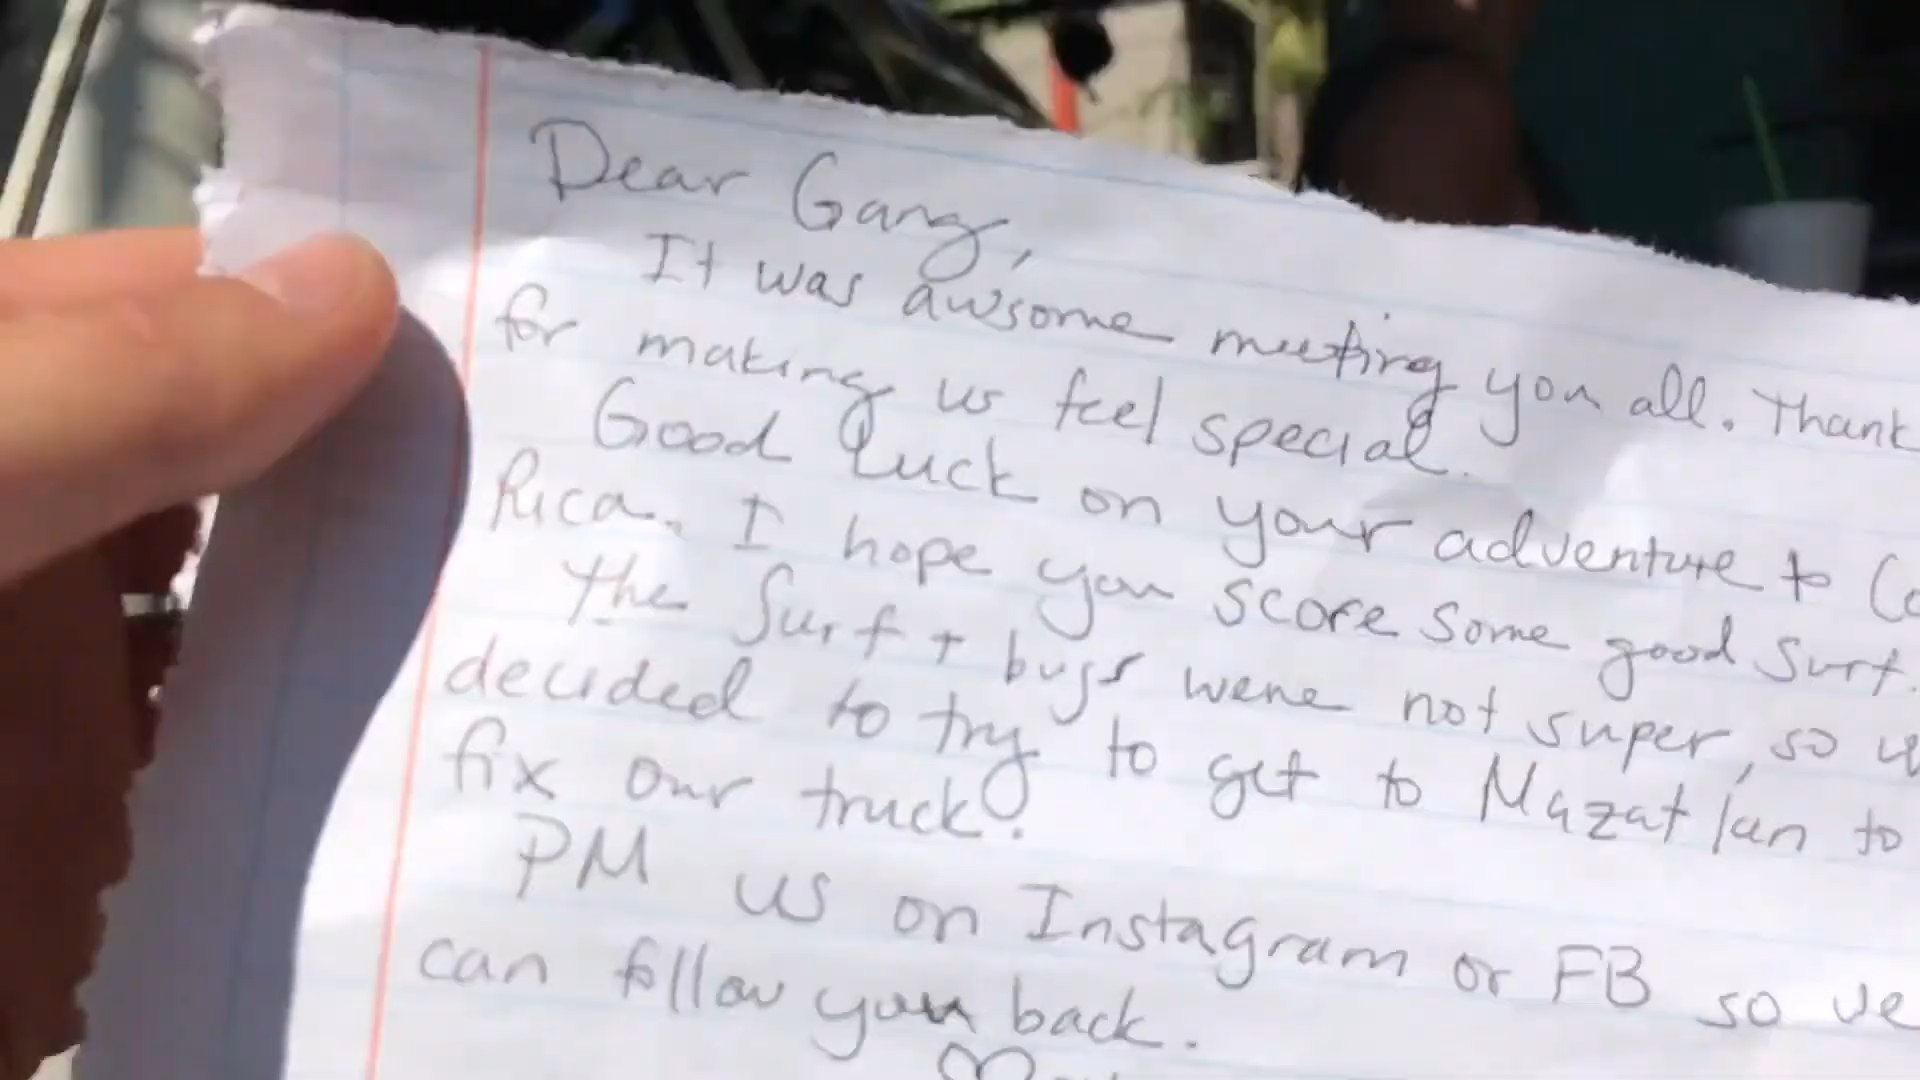 Dear Gang,
It was awsome meeting you all. Thank
for making us feel special.
Good luck on your adventure to Co
Rica. I hope you score some good surf.
The Surf + bugs were not super, so we
decided to try to get to Mazatlan to
fix our truck.
PM us on Instagram or FB so we
can follow you back.